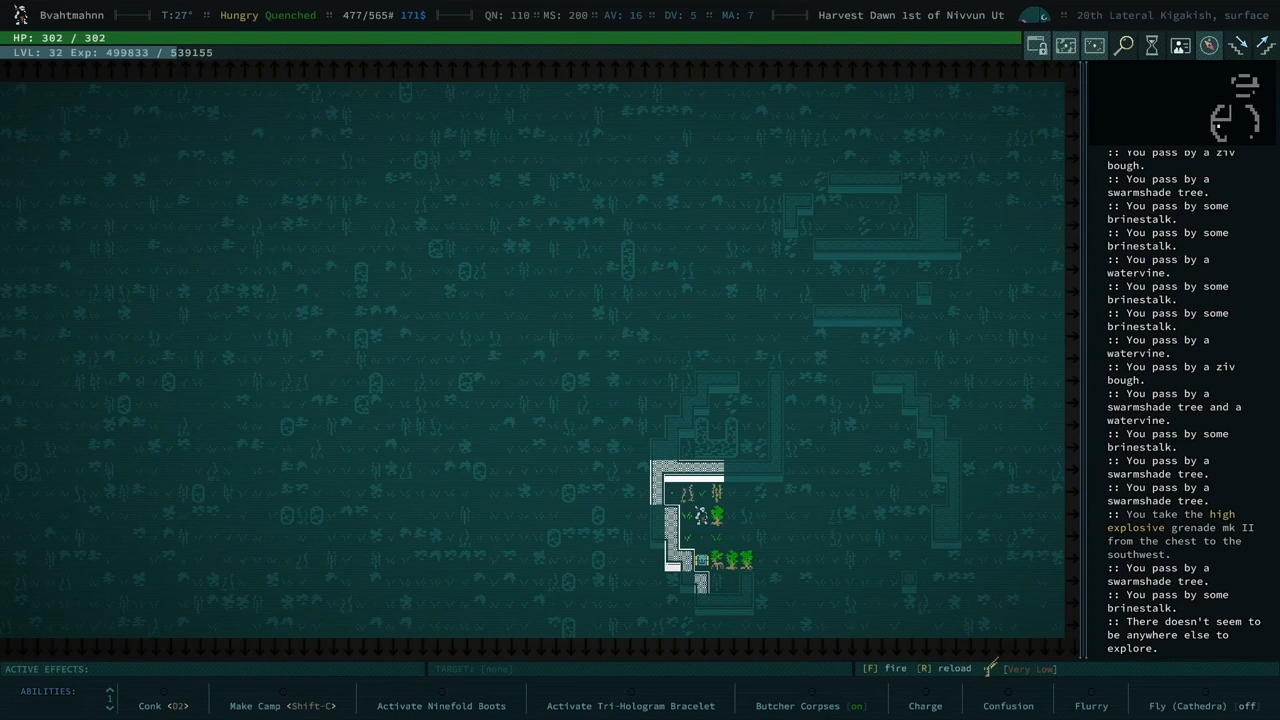 Bvahtmahn T:27° :: Hungry Quenched :: 477/565# 171$ QN: 110 :: MS: 200 :: AV: 16 :: DV: 5 :: MA: 7 Harvest Dawn 1st of Nivvun Ut :: 20th Lateral Kigakish, surface
HP: 302 / 302
LVL: 32 Exp: 499833 / 539155
:: You pass by a ziv
bough.
:: You pass by a
swarmshade tree.
:: You pass by some
brinestalk.
:: You pass by some
brinestalk.
:: You pass by a
watervine.
:: You pass by some
brinestalk.
:: You pass by some
brinestalk.
:: You pass by a
watervine.
:: You pass by a ziv
bough.
:: You pass by a
swarmshade tree and a
watervine.
:: You pass by some
brinestalk.
:: You pass by a
swarmshade tree.
:: You pass by a
swarmshade tree.
:: You take the high
explosive grenade mk II
from the chest to the
southwest.
:: You pass by a
swarmshade tree.
:: You pass by some
brinestalk.
:: There doesn't seem to
be anywhere else to
explore.
ACTIVE EFFECTS: TARGET: [none] [F] fire [R] reload [Very Low]
ABILITIES: 1 Conk <02> Make Camp <Shift-C> Activate Ninefold Boots Activate Tri-Hologram Bracelet Butcher Corpses [on] Charge Confusion Flurry Fly (Cathedra) [off]